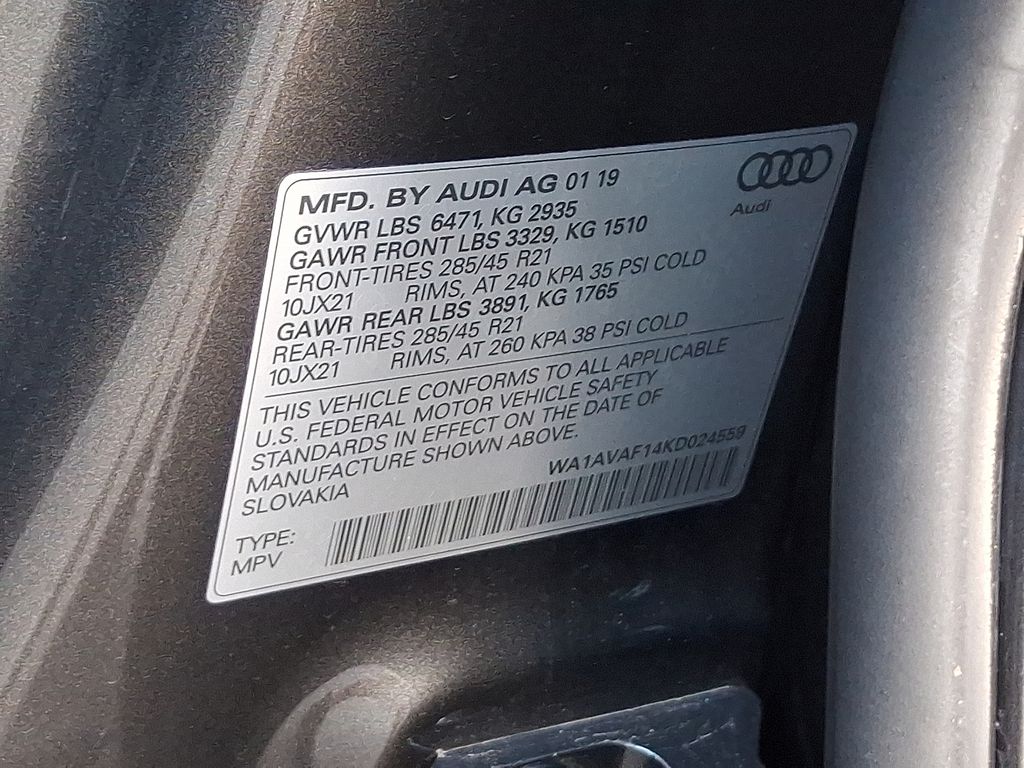 MFD. BY AUDI AG 01 19
Audi
GVWR LBS 6471, KG 2935
GAWR FRONT LBS 3329, KG 1510
FRONT-TIRES 285/45 R21
10JX21 RIMS, AT 240 KPA 35 PSI COLD
GAWR REAR LBS 3891, KG 1765
REAR-TIRES 285/45 R21
10JX21 RIMS, AT 260 KPA 38 PSI COLD
THIS VEHICLE CONFORMS TO ALL APPLICABLE
U.S. FEDERAL MOTOR VEHICLE SAFETY
STANDARDS IN EFFECT ON THE DATE OF
MANUFACTURE SHOWN ABOVE.
SLOVAKIA
WA1AVAF14KD024559
TYPE:
MPV